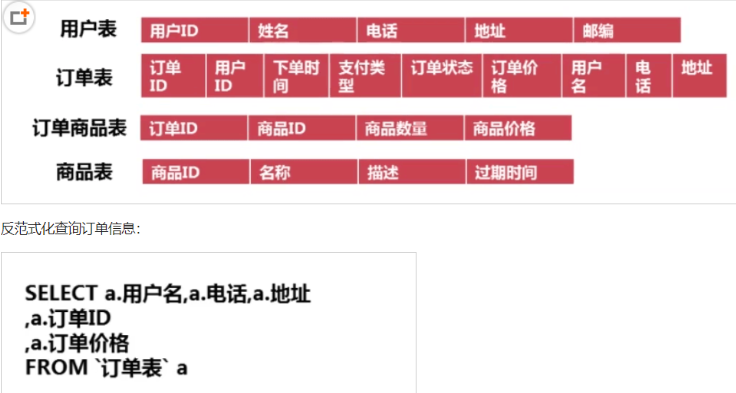 用户表 用户ID 姓名 电话 地址 邮编
订单表 订单ID 用户ID 下单时间 支付类型 订单状态 订单价格 用户名 电话 地址
订单商品表 订单ID 商品ID 商品数量 商品价格
商品表 商品ID 名称 描述 过期时间
反范式化查询订单信息：
SELECT a.用户名,a.电话,a.地址
,a.订单ID
,a.订单价格
FROM `订单表` a